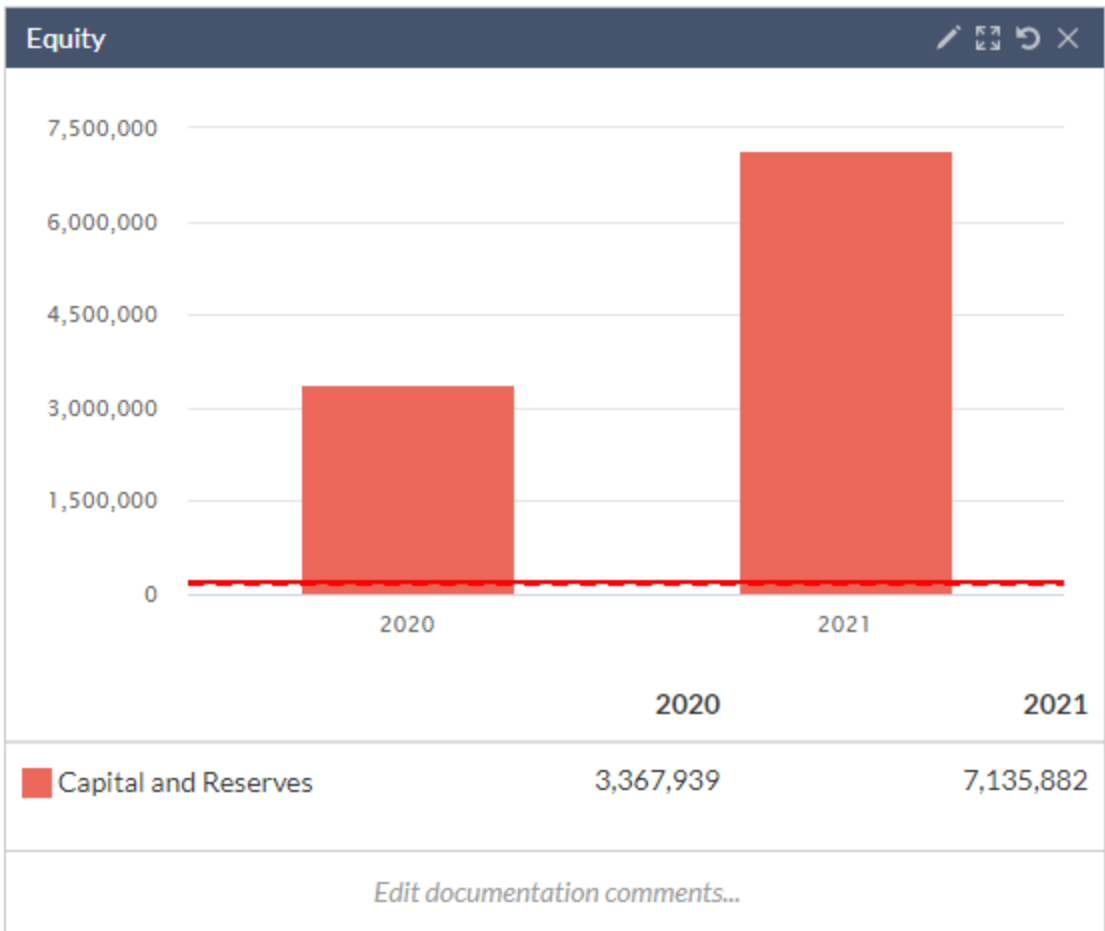 Equity
7,500,000
6,000,000
4,500,000
3,000,000
1,500,000
0
2020 2021
2020 2021
Capital and Reserves 3,367,939 7,135,882
Edit documentation comments...